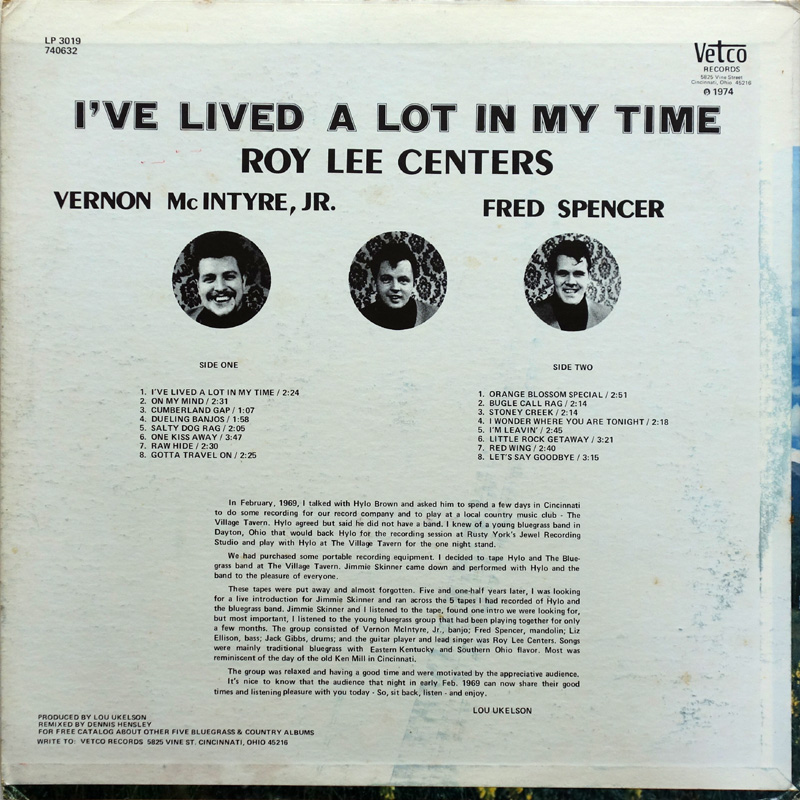 LP 3019
740632
Vetco
RECORDS
5825 Vine Street
Cincinnati, Ohio 45216
℗ 1974
I'VE LIVED A LOT IN MY TIME
ROY LEE CENTERS
VERNON Mc INTYRE, JR.
FRED SPENCER
SIDE ONE
1. I'VE LIVED A LOT IN MY TIME / 2:24
2. ON MY MIND / 2:31
3. CUMBERLAND GAP / 1:07
4. DUELING BANJOS / 1:58
5. SALTY DOG RAG / 2:05
6. ONE KISS AWAY / 3:47
7. RAW HIDE / 2:30
8. GOTTA TRAVEL ON / 2:25
SIDE TWO
1. ORANGE BLOSSOM SPECIAL / 2:51
2. BUGLE CALL RAG / 2:14
3. STONEY CREEK / 2:14
4. I WONDER WHERE YOU ARE TONIGHT / 2:18
5. I'M LEAVIN' / 2:45
6. LITTLE ROCK GETAWAY / 3:21
7. RED WING / 2:40
8. LET'S SAY GOODBYE / 3:15
In February, 1969, I talked with Hylo Brown and asked him to spend a few days in Cincinnati
to do some recording for our record company and to play at a local country music club - The
Village Tavern. Hylo agreed but said he did not have a band. I knew of a young bluegrass band in
Dayton, Ohio that would back Hylo for the recording session at Rusty York's Jewel Recording
Studio and play with Hylo at The Village Tavern for the one night stand.
We had purchased some portable recording equipment. I decided to tape Hylo and The Blue-
grass band at The Village Tavern. Jimmie Skinner came down and performed with Hylo and the
band to the pleasure of everyone.
These tapes were put away and almost forgotten. Five and one-half years later, I was looking
for a live introduction for Jimmie Skinner and ran across the 5 tapes I had recorded of Hylo and
the bluegrass band. Jimmie Skinner and I listened to the tape, found one intro we were looking for,
but most important, I listened to the young bluegrass group that had been playing together for only
a few months. The group consisted of Vernon McIntyre, Jr., banjo; Fred Spencer, mandolin; Liz
Ellison, bass; Jack Gibbs, drums; and the guitar player and lead singer was Roy Lee Centers. Songs
were mainly traditional bluegrass with Eastern Kentucky and Southern Ohio flavor. Most was
reminiscent of the day of the old Ken Mill in Cincinnati.
The group was relaxed and having a good time and were motivated by the appreciative audience.
It's nice to know that the audience that night in early Feb. 1969 can now share their good
times and listening pleasure with you today - So, sit back, listen - and enjoy.
LOU UKELSON
PRODUCED BY LOU UKELSON
REMIXED BY DENNIS HENSLEY
FOR FREE CATALOG ABOUT OTHER FIVE BLUEGRASS & COUNTRY ALBUMS
WRITE TO: VETCO RECORDS 5825 VINE ST. CINCINNATI, OHIO 45216